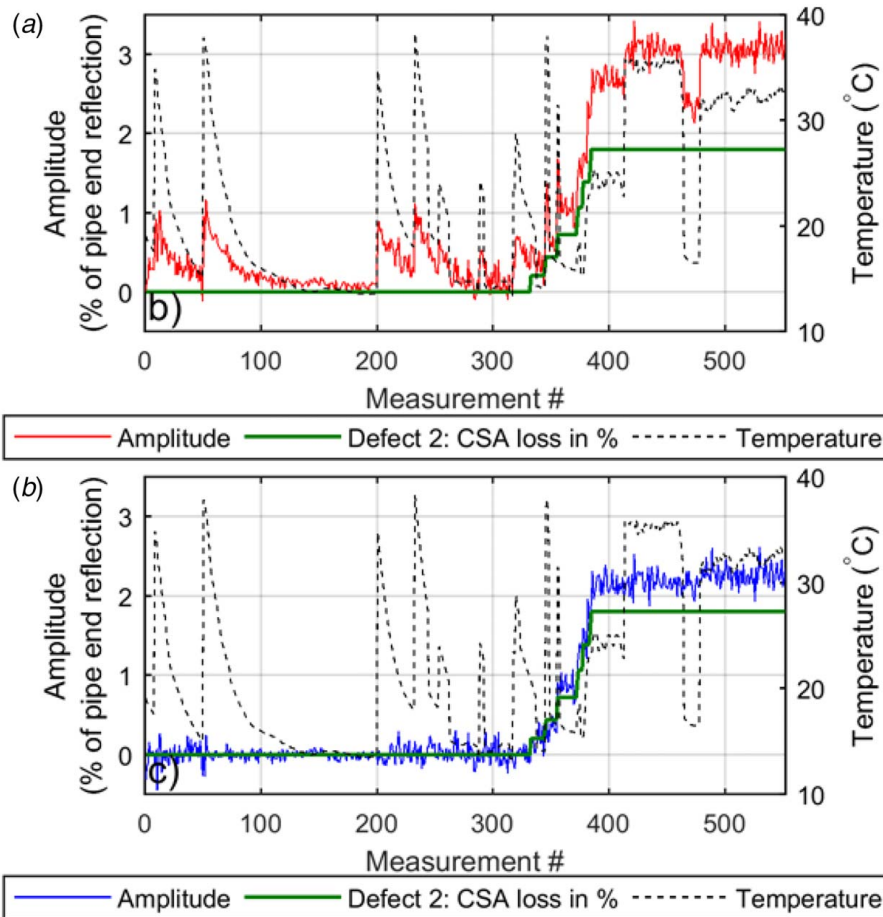 (a)
Amplitude
(% of pipe end reflection)
3
2
1
0
b)
0 100 200 300 400 500
Measurement #
40
30
20
10
Temperature (°C)
Amplitude Defect 2: CSA loss in % Temperature
(b)
Amplitude
(% of pipe end reflection)
3
2
1
0
c)
0 100 200 300 400 500
Measurement #
40
30
20
10
Temperature (°C)
Amplitude Defect 2: CSA loss in % Temperature